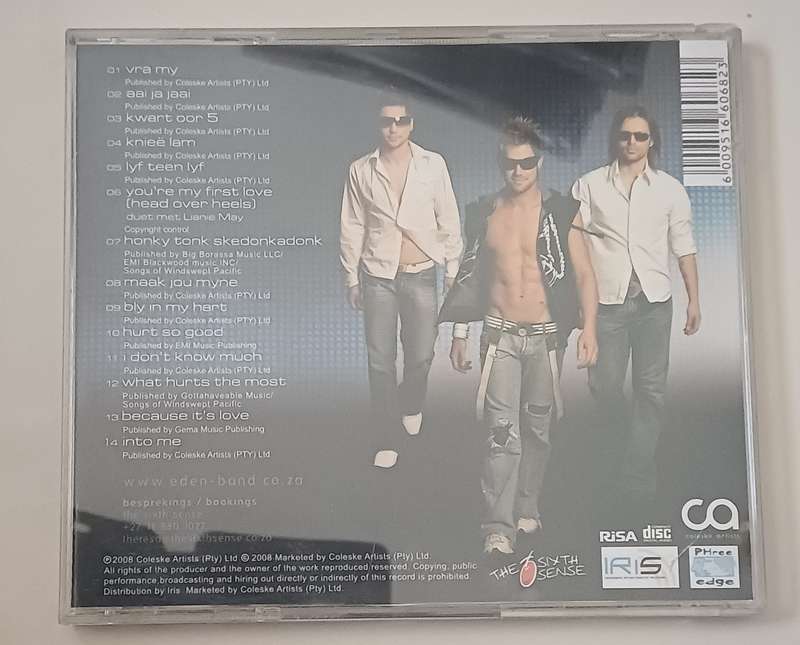 01 vra my
Published by Coleske Artists (PTY) Ltd
02 aai ja jaai
Published by Coleske Artists (PTY) Ltd
03 kwart oor 5
Published by Coleske Artists (PTY) Ltd
04 knieë lam
Published by Coleske Artists (PTY) Ltd
05 lyf teen lyf
Published by Coleske Artists (PTY) Ltd
06 you're my first love
(head over heels)
duet met Lianie May
Copyright control
07 honky tonk skedonkadonk
Published by Big Borassa Music LLC/
EMI Blackwood music.INC/
Songs of Windswept Pacific
08 maak jou myne
Published by Coleske Artists (PTY) Ltd
09 bly in my hart
Published by Coleske Artists (PTY) Ltd
10 hurt so good
Published by EMI Music Publishing
11 i don't know much
Published by Coleske Artists (PTY) Ltd
12 what hurts the most
Published by Gottahaveable Music/
Songs of Windswept Pacific
13 because it's love
Published by Gema Music Publishing
14 into me
Published by Coleske Artists (PTY) Ltd
www.eden-band.co.za
besprekings / bookings
the sixth sense
theresa@thesixthsense.co.za
℗2008 Coleske Artists (Pty) Ltd © 2008 Marketed by Coleske Artists (Pty) Ltd.
All rights of the producer and the owner of the work reproduced reserved. Copying, public
performance,broadcasting and hiring out directly or indirectly of this record is prohibited.
Distribution by Iris Marketed by Coleske Artists (Pty) Ltd.
6 009516 606823
THE SIXTH
SENSE
RiSA
disc
ca
coleske artists
IRIS
PHree
edge